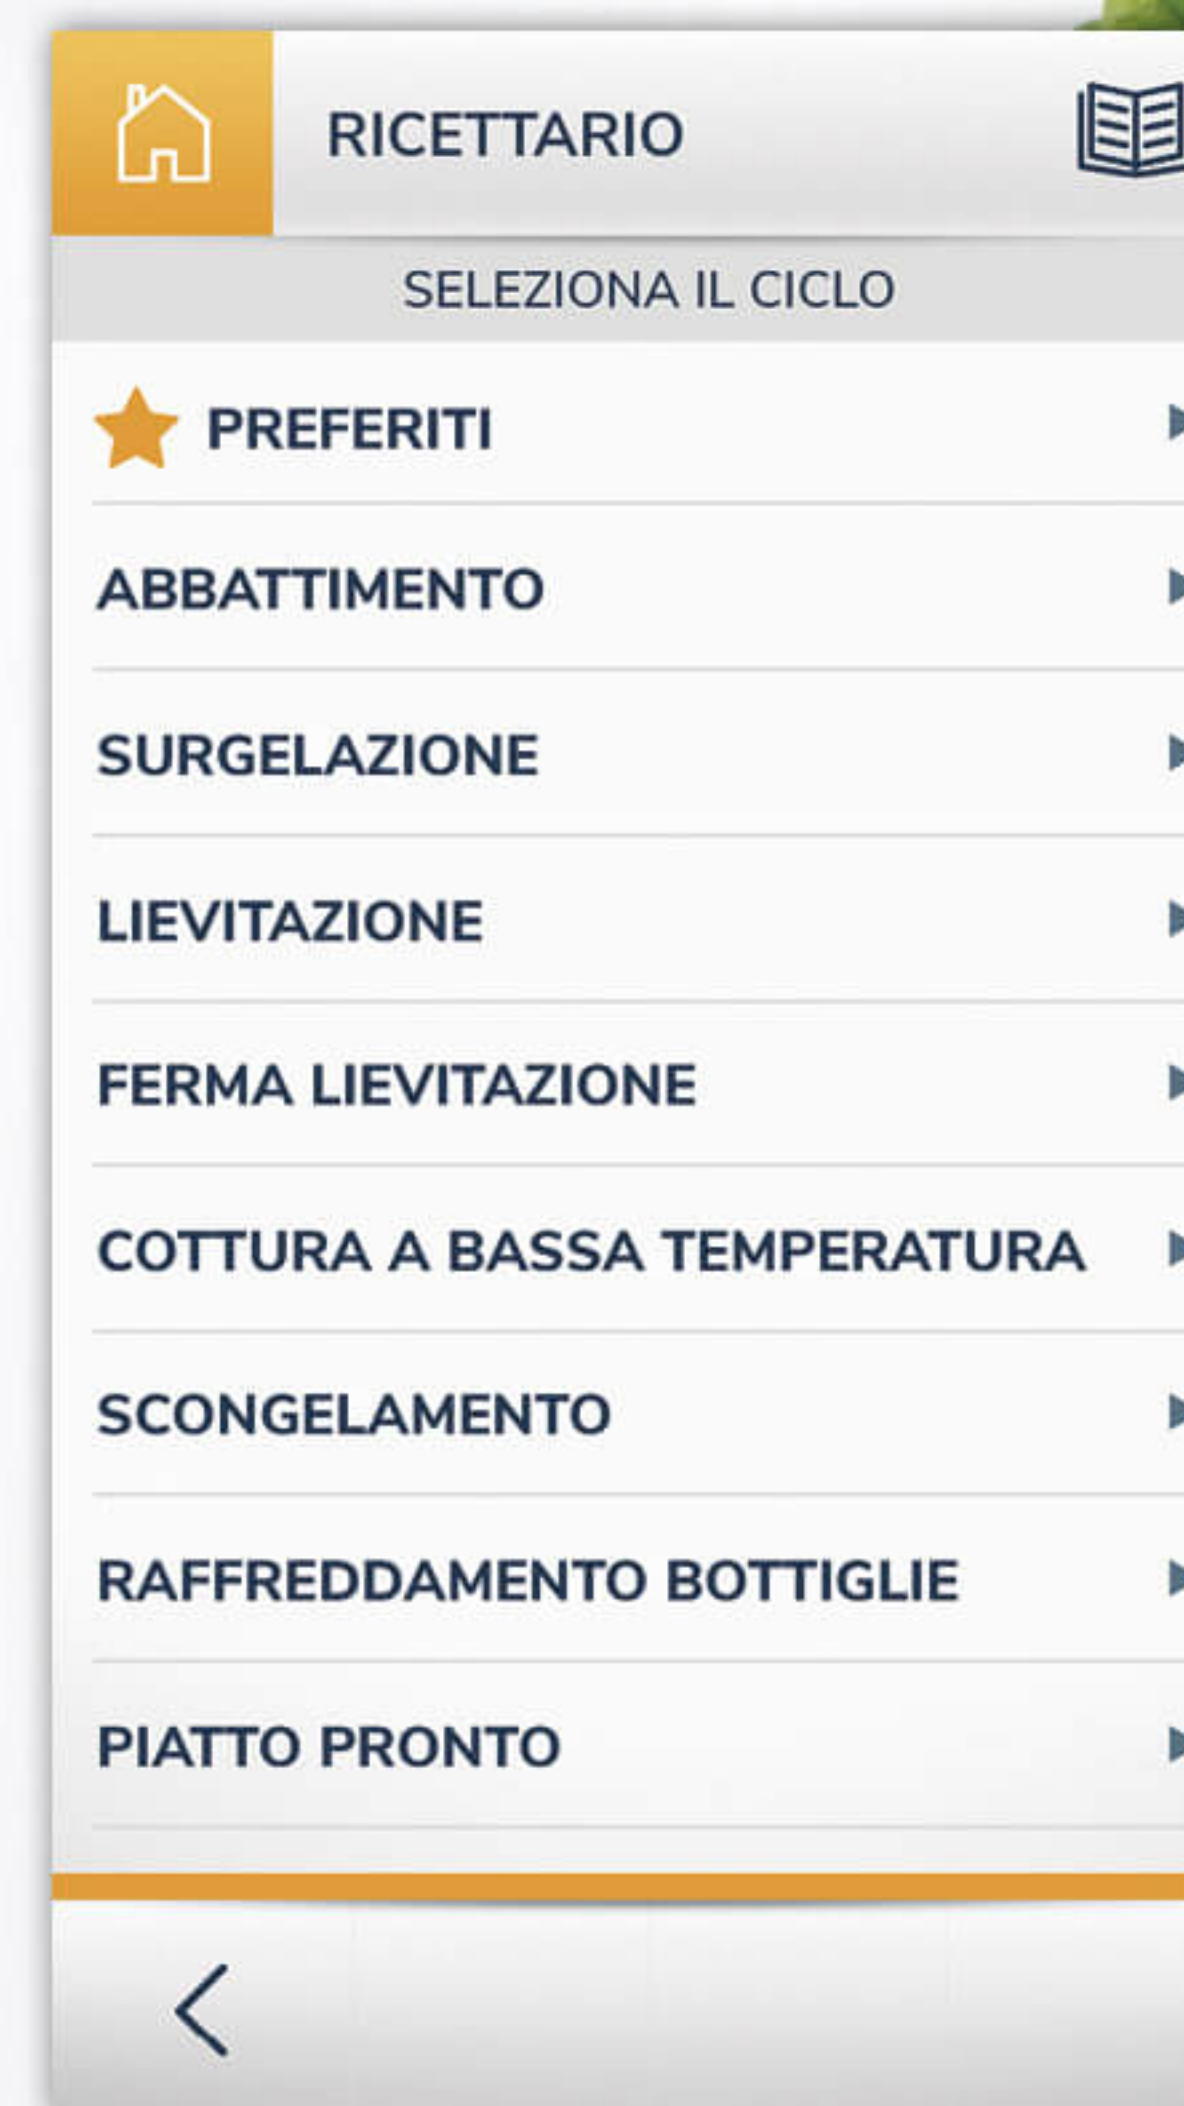 RICETTARIO
SELEZIONA IL CICLO
PREFERITI
ABBATTIMENTO
SURGELAZIONE
LIEVITAZIONE
FERMA LIEVITAZIONE
COTTURA A BASSA TEMPERATURA
SCONGELAMENTO
RAFFREDDAMENTO BOTTIGLIE
PIATTO PRONTO